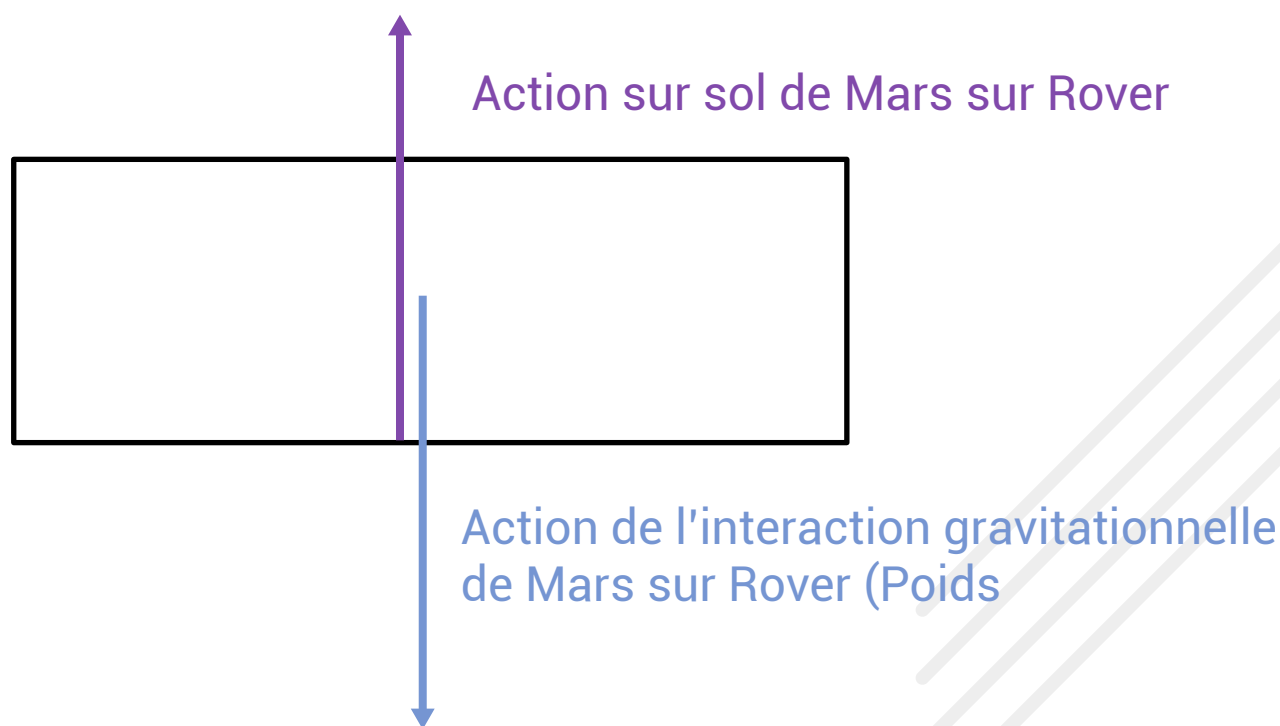 Action sur sol de Mars sur Rover
Action de l'interaction gravitationnelle
de Mars sur Rover (Poids